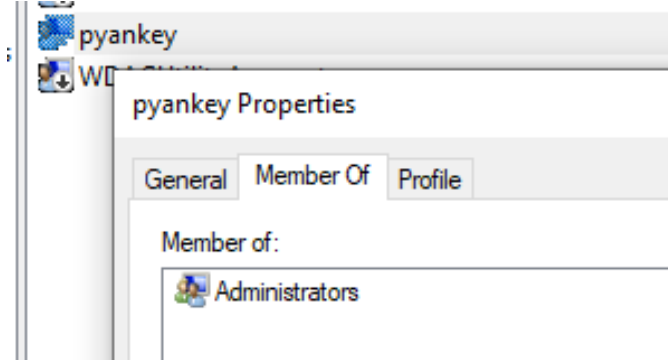 pyankey
pyankey Properties
General Member Of Profile
Member of:
Administrators